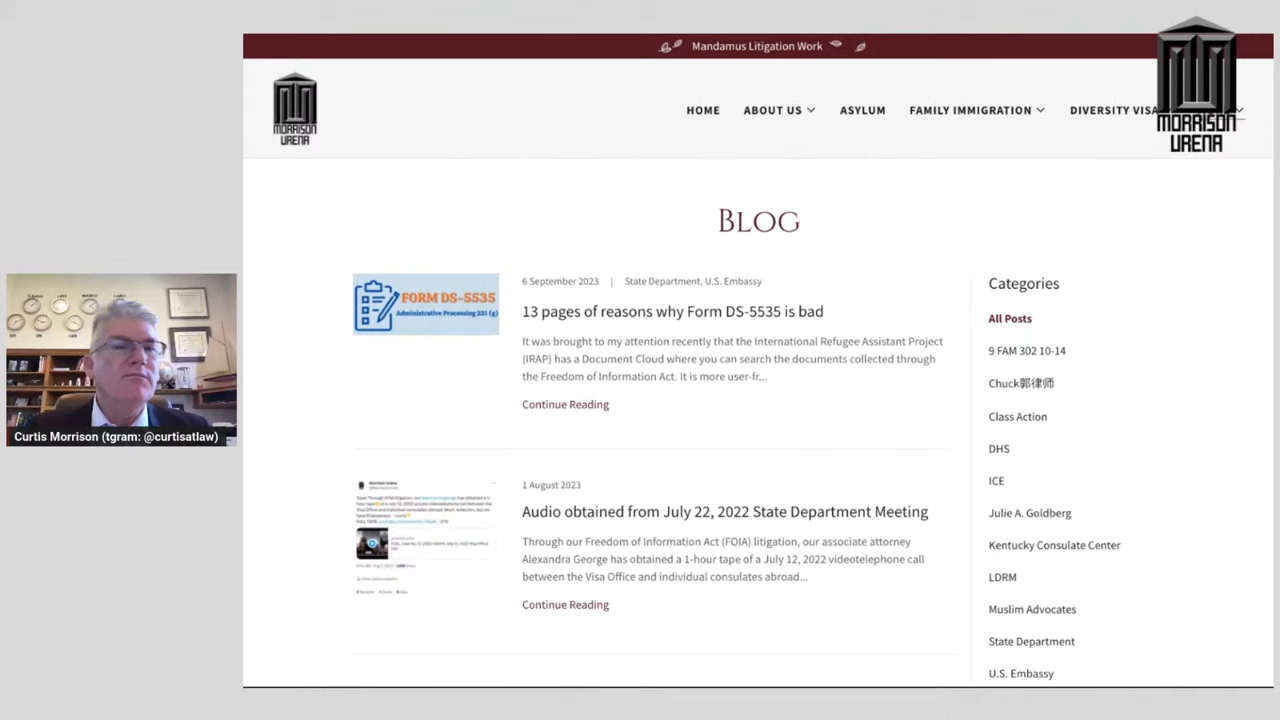 Mandamus Litigation Work
MORRISON
URENA
HOME
ABOUT US
ASYLUM
FAMILY IMMIGRATION
DIVERSITY VISA
MORRISON
URENA
BLOG
FORM DS-5535
Administrative Processing 221 (g)
6 September 2023 | State Department, U.S. Embassy
13 pages of reasons why Form DS-5535 is bad
It was brought to my attention recently that the International Refugee Assistant Project
(IRAP) has a Document Cloud where you can search the documents collected through
the Freedom of Information Act. It is more user-fr...
Continue Reading
1 August 2023
Audio obtained from July 22, 2022 State Department Meeting
Through our Freedom of Information Act (FOIA) litigation, our associate attorney
Alexandra George has obtained a 1-hour tape of a July 12, 2022 videotelephone call
between the Visa Office and individual consulates abroad...
Continue Reading
Categories
All Posts
9 FAM 302 10-14
Chuck郭律师
Class Action
DHS
ICE
Julie A. Goldberg
Kentucky Consulate Center
LDRM
Muslim Advocates
State Department
U.S. Embassy
Curtis Morrison (tgram: @curtisatlaw)